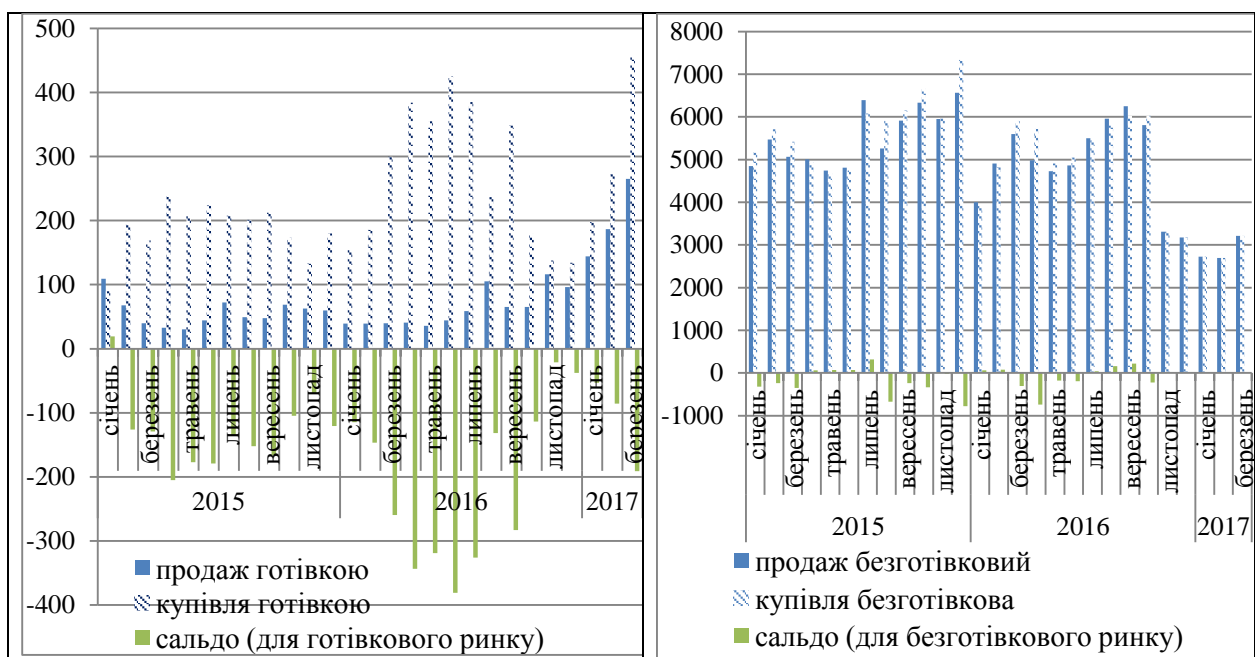 500
400
300
200
100
0
-100
-200
-300
-400
січень
березень
травень
липень
вересень
листопад
січень
березень
травень
липень
вересень
листопад
січень
березень
2015
2016
2017
продаж готівкою
купівля готівкою
сальдо (для готівкового ринку)
8000
7000
6000
5000
4000
3000
2000
1000
0
-1000
січень
березень
травень
липень
вересень
листопад
січень
березень
травень
липень
вересень
листопад
січень
березень
2015
2016
2017
продаж безготівковий
купівля безготівкова
сальдо (для безготівкового ринку)